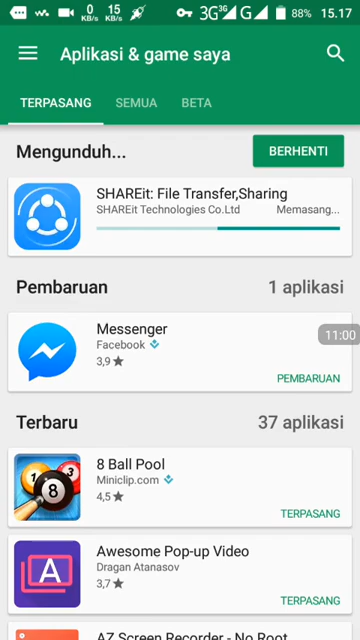 0 KB/s 15 KB/s 3G 3G G 88% 15.17
Aplikasi & game saya
TERPASANG SEMUA BETA
Mengunduh... BERHENTI
SHAREit: File Transfer,Sharing
SHAREit Technologies Co.Ltd Memasang...
Pembaruan 1 aplikasi
Messenger
Facebook
11:00
3,9
PEMBARUAN
Terbaru 37 aplikasi
8 Ball Pool
Miniclip.com
4,5
TERPASANG
Awesome Pop-up Video
Dragan Atanasov
3,7
TERPASANG
AZ Screen Recorder - No Root